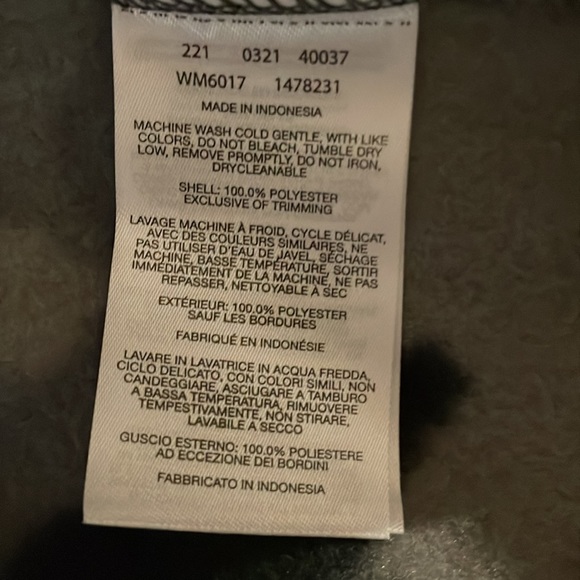 221 0321 40037
WM6017 1478231
MADE IN INDONESIA
MACHINE WASH COLD GENTLE, WITH LIKE
COLORS, DO NOT BLEACH, TUMBLE DRY
LOW, REMOVE PROMPTLY, DO NOT IRON,
DRYCLEANABLE
SHELL: 100.0% POLYESTER
EXCLUSIVE OF TRIMMING
LAVAGE MACHINE À FROID, CYCLE DÉLICAT,
AVEC DES COULEURS SIMILAIRES, NE
PAS UTILISER D'EAU DE JAVEL, SÉCHAGE
MACHINE, BASSE TEMPÉRATURE, SORTIR
IMMÉDIATEMENT DE LA MACHINE, NE PAS
REPASSER, NETTOYABLE À SEC
EXTÉRIEUR: 100.0% POLYESTER
SAUF LES BORDURES
FABRIQUÉ EN INDONÉSIE
LAVARE IN LAVATRICE IN ACQUA FREDDA,
CICLO DELICATO, CON COLORI SIMILI, NON
CANDEGGIARE, ASCIUGARE A TAMBURO
A BASSA TEMPERATURA, RIMUOVERE
TEMPESTIVAMENTE, NON STIRARE,
LAVABILE A SECCO
GUSCIO ESTERNO: 100.0% POLIESTERE
AD ECCEZIONE DEI BORDINI
FABBRICATO IN INDONESIA